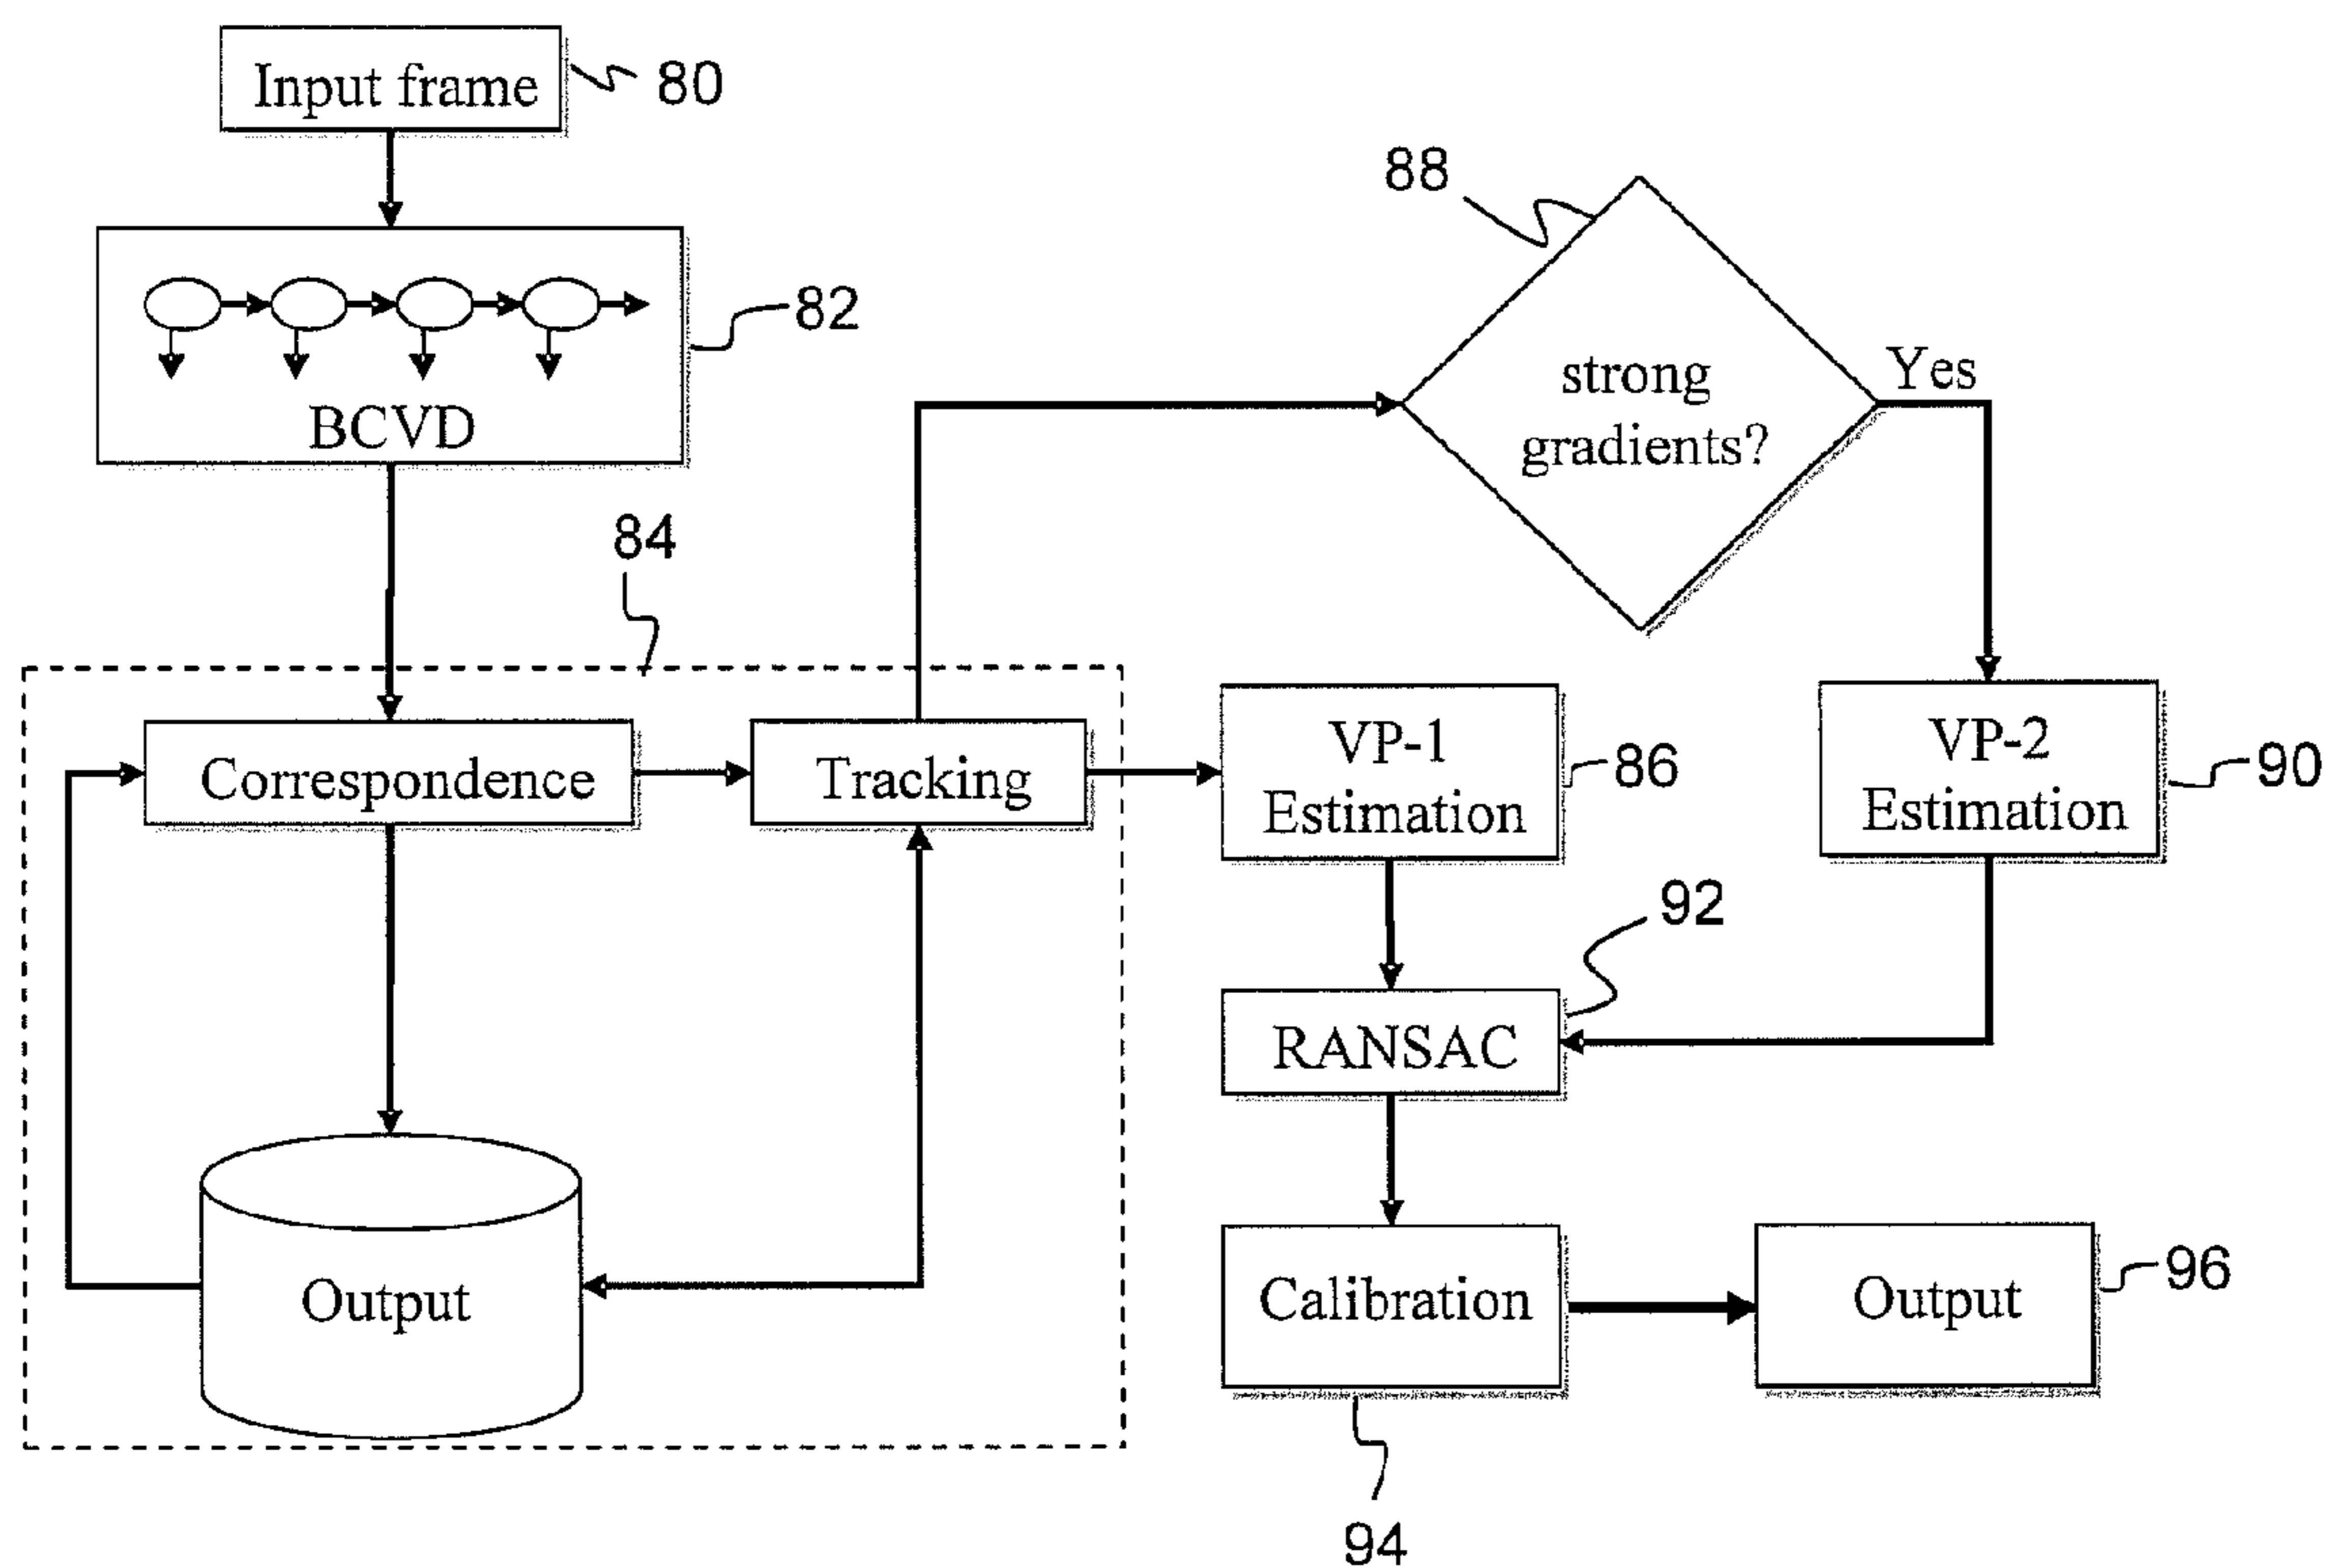 Input frame
80
88
82
BCVD
strong
gradients?
Yes
84
Correspondence
Tracking
VP-1
Estimation
86
VP-2
Estimation
90
92
RANSAC
Output
Calibration
Output
96
94